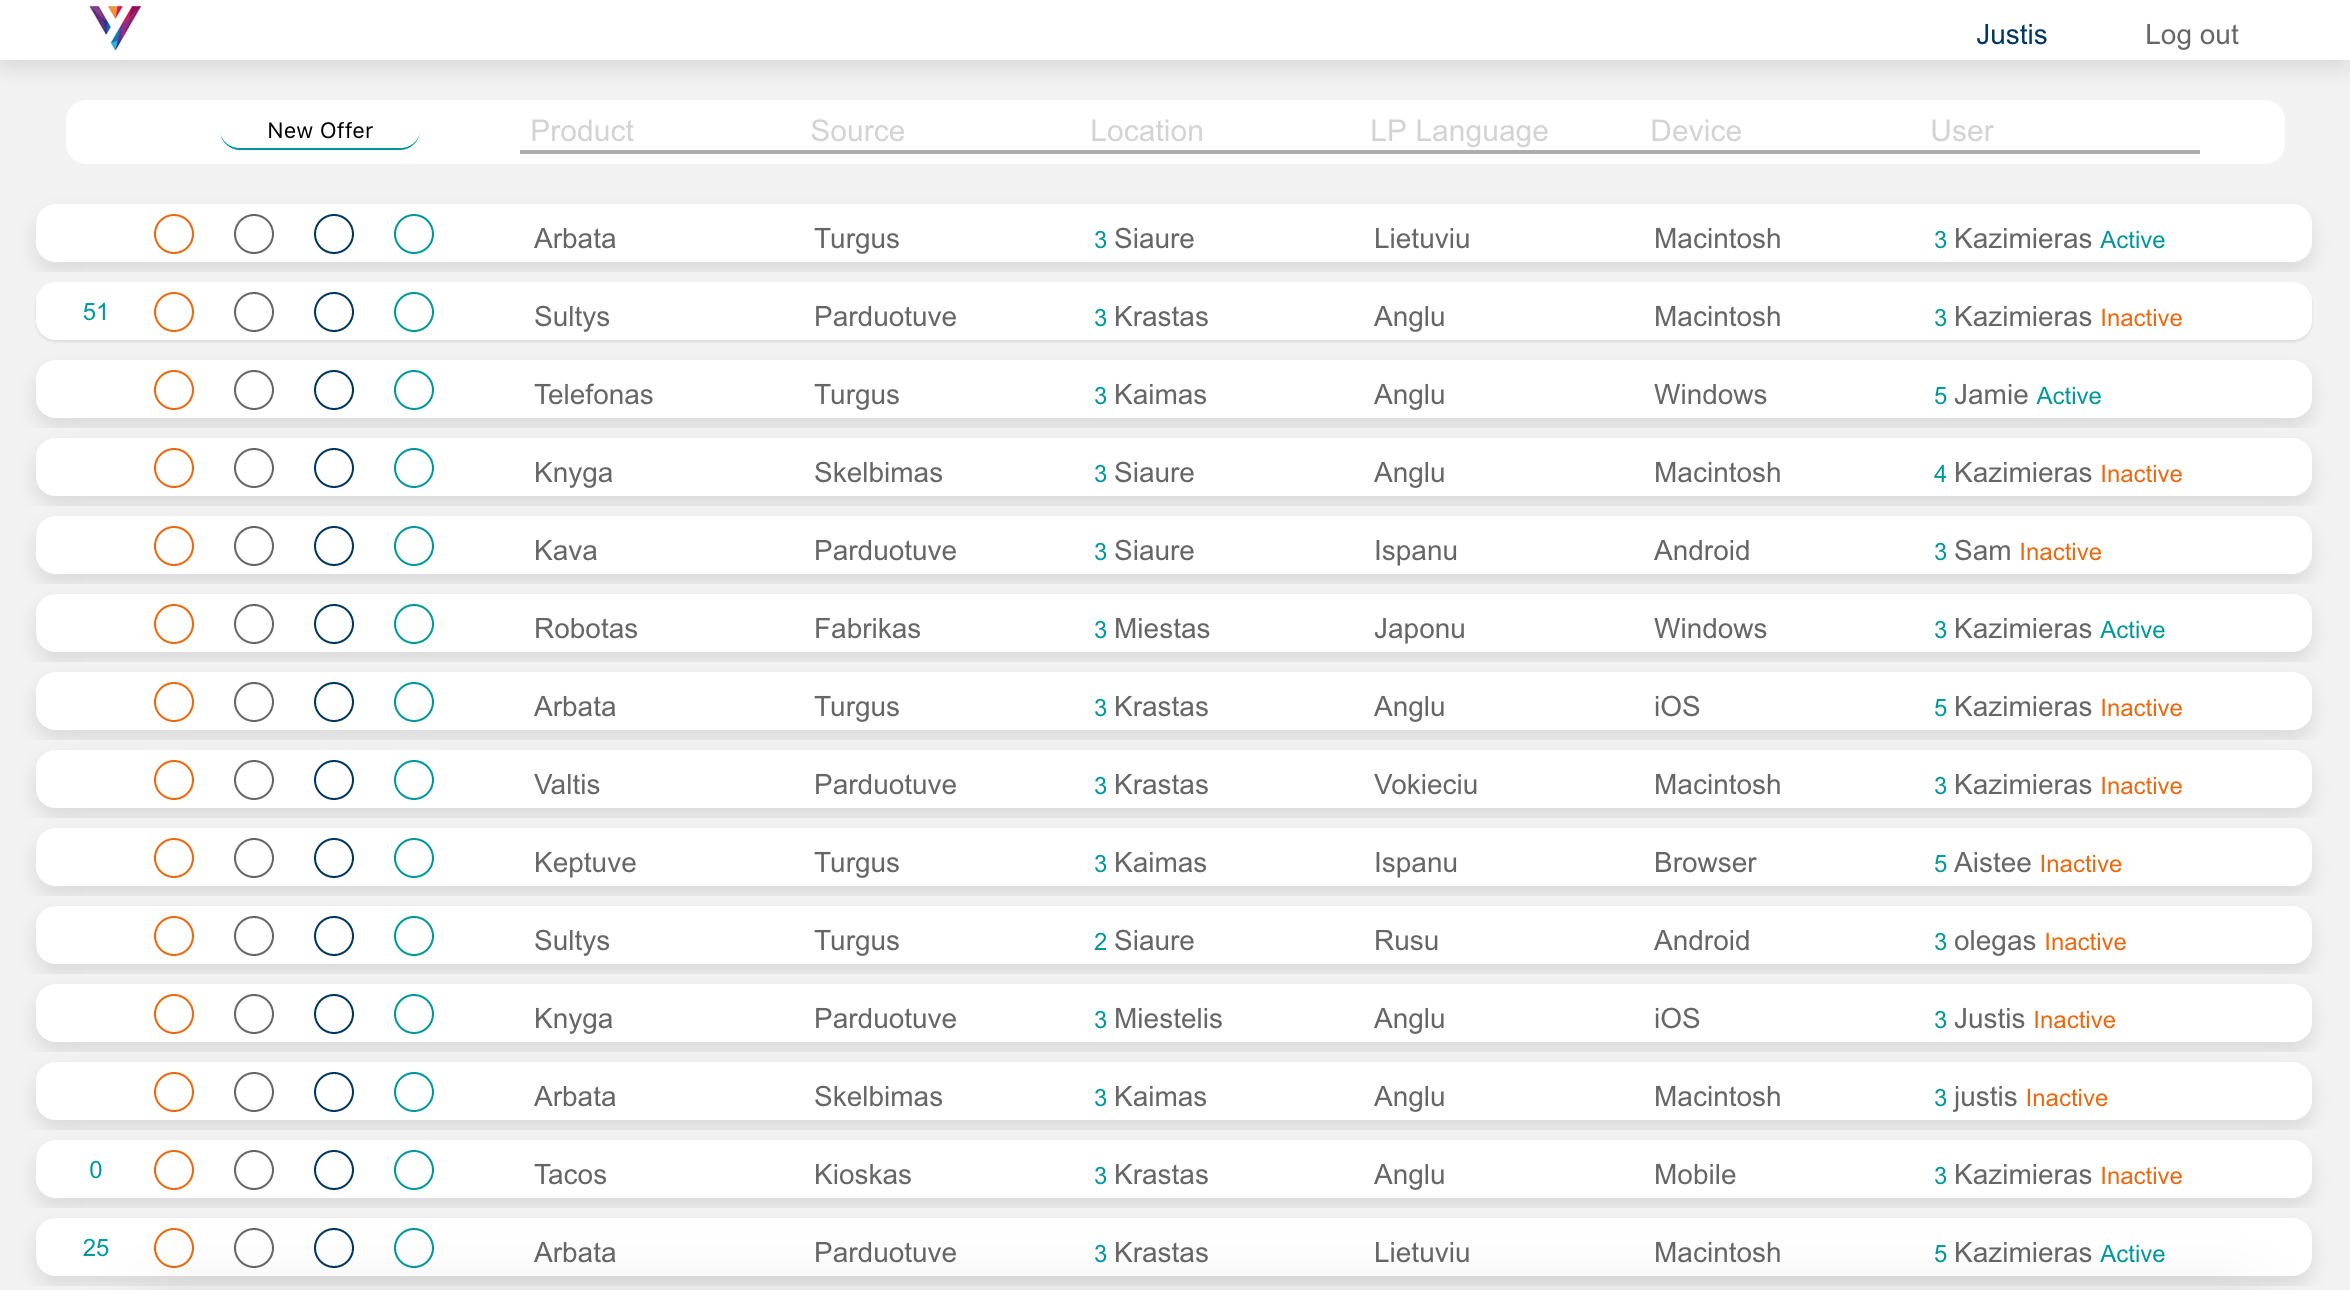 Justis Log out
New Offer Product Source Location LP Language Device User
Arbata Turgus 3 Siaure Lietuviu Macintosh 3 Kazimieras Active
51 Sultys Parduotuve 3 Krastas Anglu Macintosh 3 Kazimieras Inactive
Telefonas Turgus 3 Kaimas Anglu Windows 5 Jamie Active
Knyga Skelbimas 3 Siaure Anglu Macintosh 4 Kazimieras Inactive
Kava Parduotuve 3 Siaure Ispanu Android 3 Sam Inactive
Robotas Fabrikas 3 Miestas Japonu Windows 3 Kazimieras Active
Arbata Turgus 3 Krastas Anglu iOS 5 Kazimieras Inactive
Valtis Parduotuve 3 Krastas Vokieciu Macintosh 3 Kazimieras Inactive
Keptuve Turgus 3 Kaimas Ispanu Browser 5 Aistee Inactive
Sultys Turgus 2 Siaure Rusu Android 3 olegas Inactive
Knyga Parduotuve 3 Miestelis Anglu iOS 3 Justis Inactive
Arbata Skelbimas 3 Kaimas Anglu Macintosh 3 justis Inactive
0 Tacos Kioskas 3 Krastas Anglu Mobile 3 Kazimieras Inactive
25 Arbata Parduotuve 3 Krastas Lietuviu Macintosh 5 Kazimieras Active